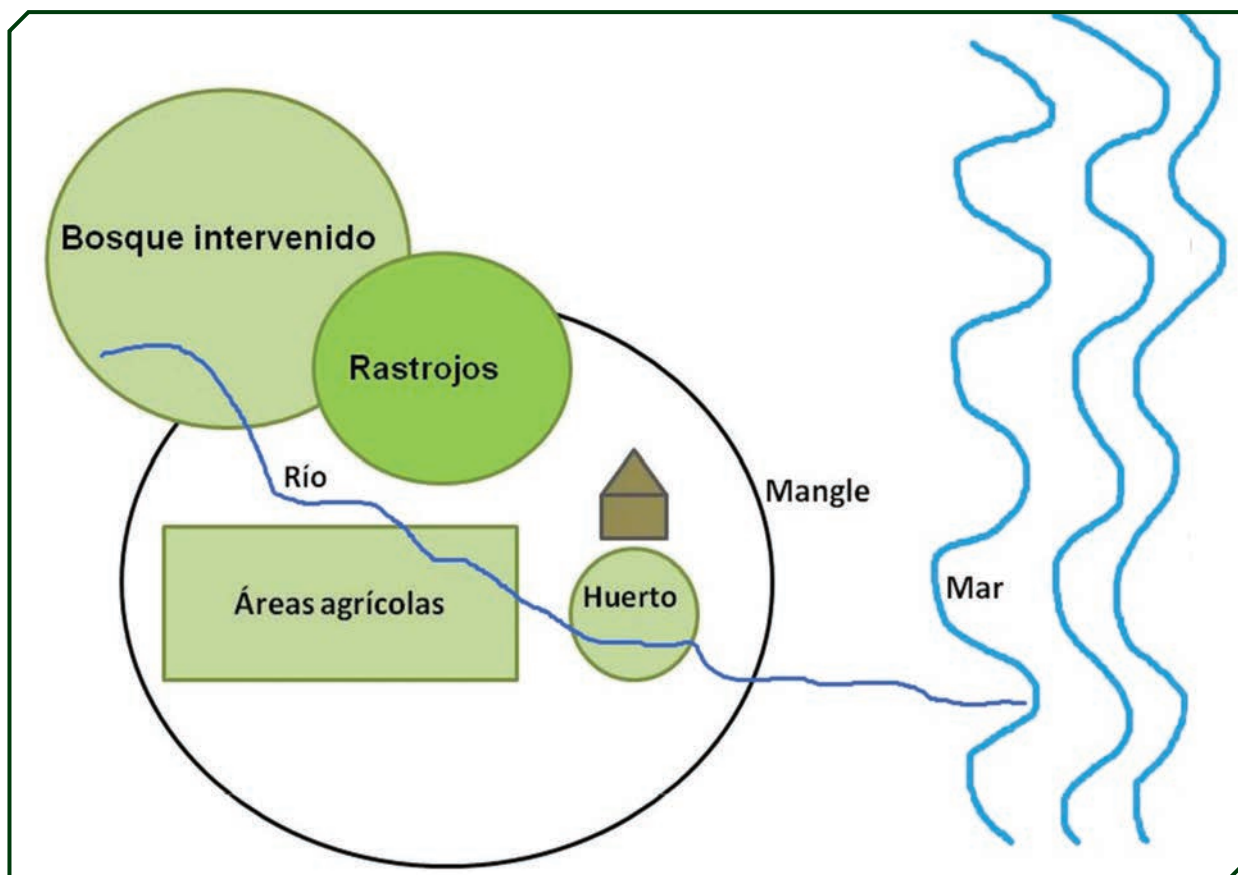 Bosque intervenido
Rastrojos
Río
Mangle
Áreas agrícolas
Huerto
Mar